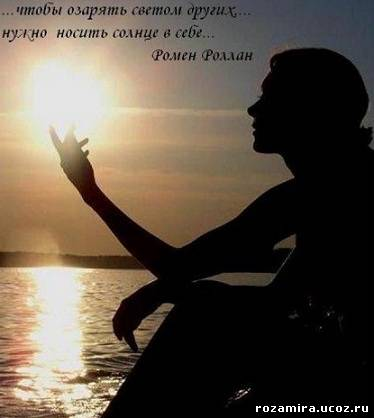 ...чтобы озарять светом других....
нужно носить солнце в себе...
Ромен Роллан
rozamira.ucoz.ru